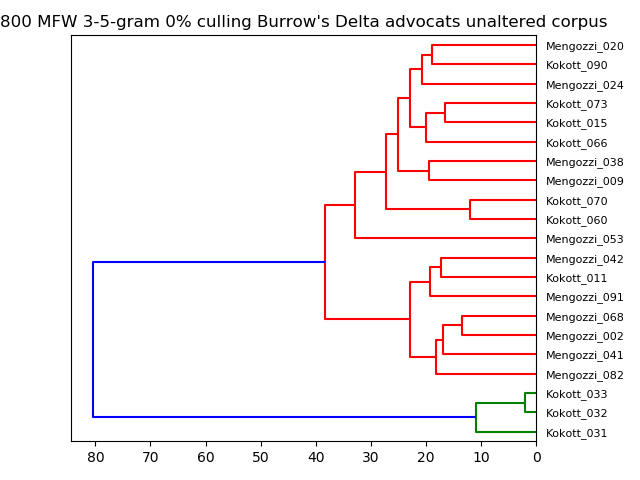 800 MFW 3-5-gram 0% culling Burrow's Delta advocats unaltered corpus
Mengozzi_020
Kokott_090
Mengozzi_024
Kokott_073
Kokott_015
Kokott_066
Mengozzi_038
Mengozzi_009
Kokott_070
Kokott_060
Mengozzi_053
Mengozzi_042
Kokott_011
Mengozzi_091
Mengozzi_068
Mengozzi_002
Mengozzi_041
Mengozzi_082
Kokott_033
Kokott_032
Kokott_031
80 70 60 50 40 30 20 10 0